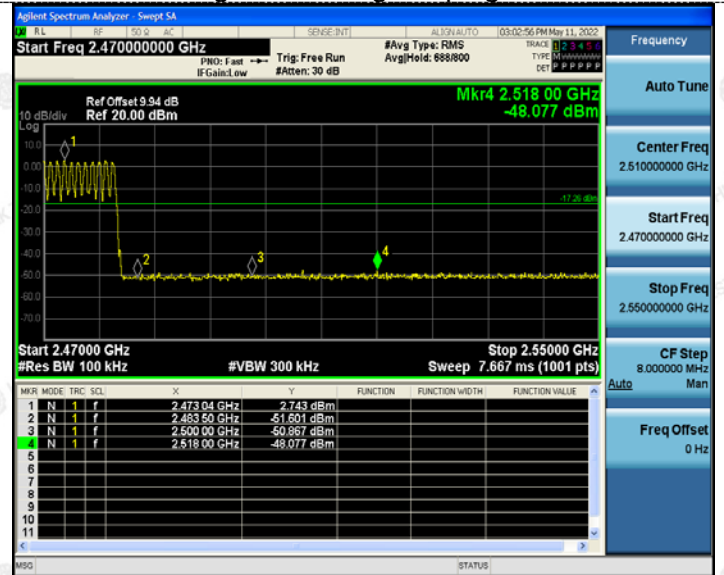 Agilent Spectrum Analyzer - Swept SA
RL RF 50 Ω AC SENSE:INT ALIGN AUTO 03:02:56 PM May 11, 2022
Start Freq 2.470000000 GHz
PNO: Fast
IFGain:Low
Trig: Free Run
#Atten: 30 dB
#Avg Type: RMS
Avg|Hold: 688/800
TRACE 1 2 3 4 5 6
TYPE M
DET P P P P P P
Ref Offset 9.94 dB
Ref 20.00 dBm
10 dB/div
Log
Mkr4 2.518 00 GHz
-48.077 dBm
10.0
0.00
-10.0
-20.0
-30.0
-40.0
-50.0
-60.0
-70.0
1
2
3
4
-17.26 dBm
Start 2.47000 GHz
Stop 2.55000 GHz
#Res BW 100 kHz #VBW 300 kHz Sweep 7.667 ms (1001 pts)
MKR MODE TRC SCL X Y FUNCTION FUNCTION WIDTH FUNCTION VALUE
1 N 1 f 2.473 04 GHz 2.743 dBm
2 N 1 f 2.483 50 GHz -51.601 dBm
3 N 1 f 2.500 00 GHz -50.867 dBm
4 N 1 f 2.518 00 GHz -48.077 dBm
5
6
7
8
9
10
11
MSG STATUS
Frequency
Auto Tune
Center Freq
2.510000000 GHz
Start Freq
2.470000000 GHz
Stop Freq
2.550000000 GHz
CF Step
8.000000 MHz
Auto Man
Freq Offset
0 Hz